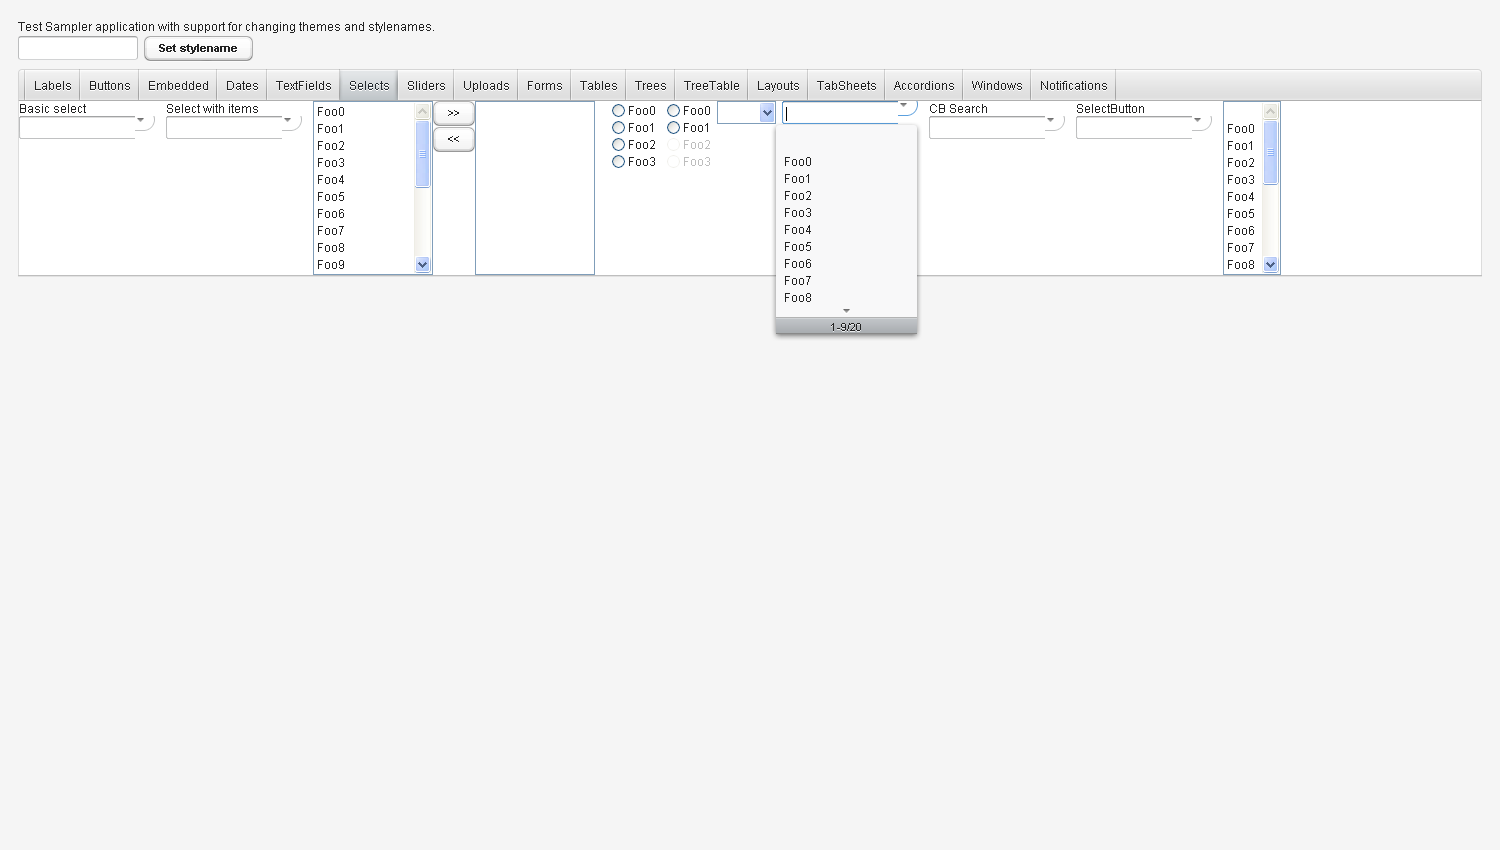 Test Sampler application with support for changing themes and stylenames.
Set stylename
Labels Buttons Embedded Dates TextFields Selects Sliders Uploads Forms Tables Trees TreeTable Layouts TabSheets Accordions Windows Notifications
Basic select
Select with items
Foo0
Foo1
Foo2
Foo3
Foo4
Foo5
Foo6
Foo7
Foo8
Foo9
>>
<<
Foo0
Foo1
Foo2
Foo3
Foo0
Foo1
Foo2
Foo3
Foo0
Foo1
Foo2
Foo3
Foo4
Foo5
Foo6
Foo7
Foo8
1-9/20
CB Search
SelectButton
Foo0
Foo1
Foo2
Foo3
Foo4
Foo5
Foo6
Foo7
Foo8